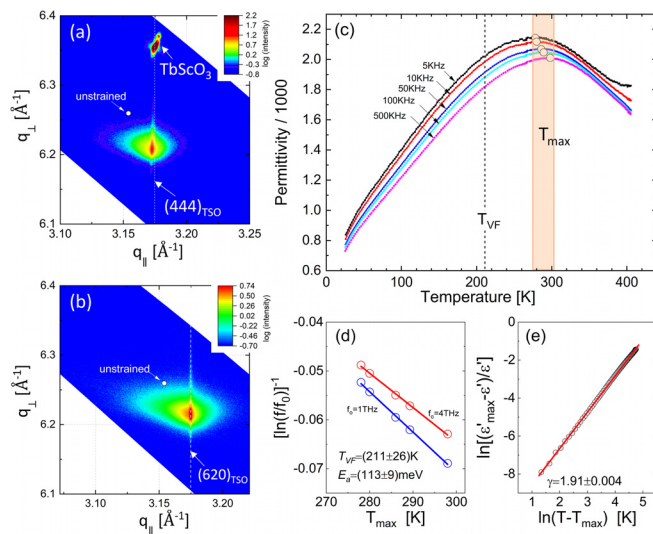 (a)
TbScO₃
unstrained
(444)TSO
2.2
1.6
1.0
0.4
-0.2
-0.8
log (intensity)
6.4
6.3
6.2
6.1
q⊥ [Å⁻¹]
3.10
3.15
3.20
3.25
q|| [Å⁻¹]
(b)
unstrained
(620)TSO
0.74
0.50
0.26
0.02
-0.22
-0.46
-0.70
log (intensity)
6.4
6.3
6.2
6.1
q⊥ [Å⁻¹]
3.10
3.15
3.20
q|| [Å⁻¹]
(c)
5KHz
10KHz
50KHz
100KHz
500KHz
TVF
Tmax
2.2
2.0
1.8
1.6
1.4
1.2
1.0
0.8
0.6
Permittivity / 1000
0
100
200
300
400
Temperature [K]
(d)
f₀=1THz
f₀=4THz
TVF=(211±26)K
Ea=(113±9)meV
-0.04
-0.05
-0.06
-0.07
[ln(f/f₀)]⁻¹
270
280
290
300
Tmax [K]
(e)
γ=1.91±0.004
0
-2
-4
-6
-8
ln[(ε'max-ε')/ε']
1
2
3
4
5
ln(T-Tmax) [K]